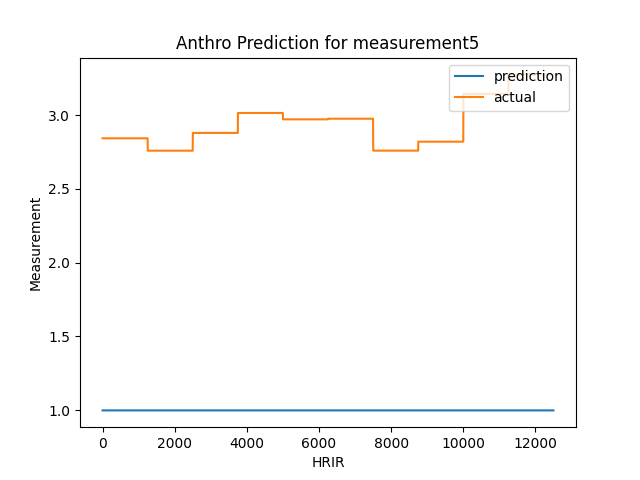 Anthro Prediction for measurement5
prediction
actual
3.0
2.5
2.0
1.5
1.0
Measurement
0 2000 4000 6000 8000 10000 12000
HRIR